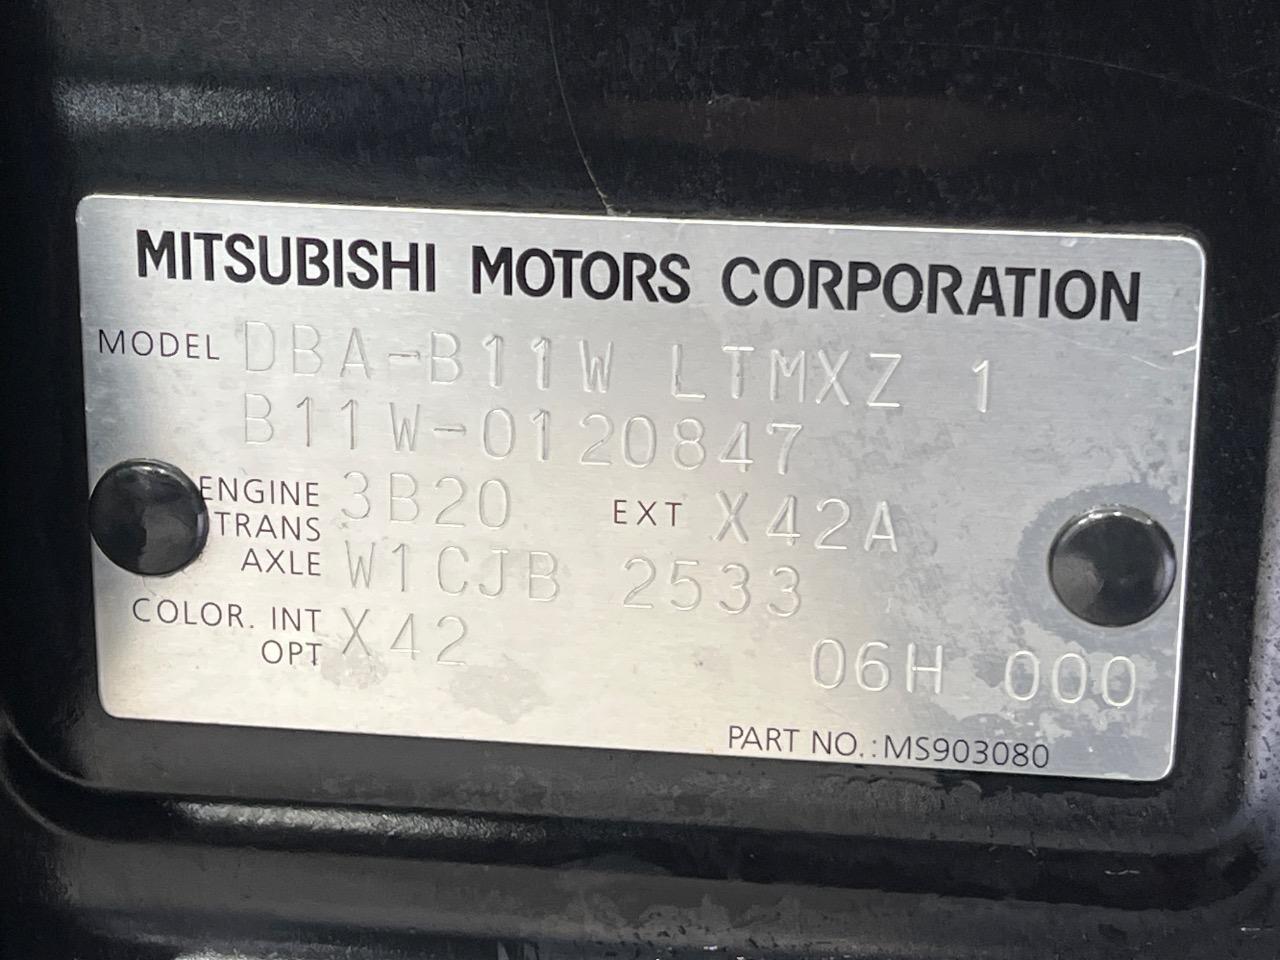 MITSUBISHI MOTORS CORPORATION
MODEL DBA-B11W LTMXZ 1
B11W-0120847
ENGINE 3B20 EXT X42A
TRANS
AXLE W1CJB 2533
COLOR. INT X42
OPT 06H 000
PART NO.:MS903080